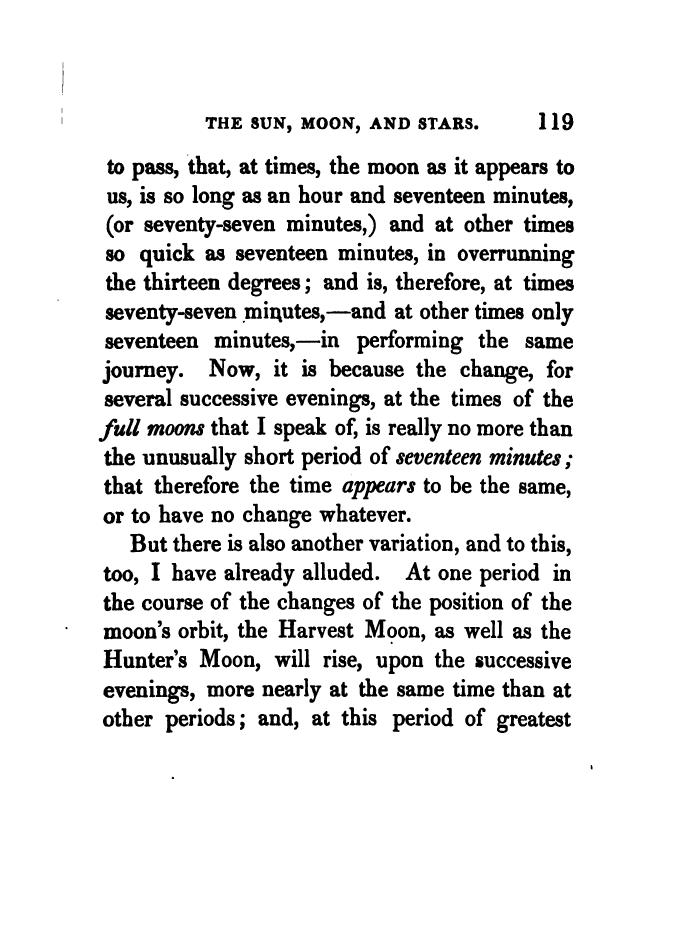 THE SUN, MOON, AND STARS. 119
to pass, that, at times, the moon as it appears to
us, is so long as an hour and seventeen minutes,
(or seventy-seven minutes,) and at other times
so quick as seventeen minutes, in overrunning
the thirteen degrees; and is, therefore, at times
seventy-seven minutes,—and at other times only
seventeen minutes,—in performing the same
journey. Now, it is because the change, for
several successive evenings, at the times of the
full moons that I speak of, is really no more than
the unusually short period of seventeen minutes;
that therefore the time appears to be the same,
or to have no change whatever.
But there is also another variation, and to this,
too, I have already alluded. At one period in
the course of the changes of the position of the
moon's orbit, the Harvest Moon, as well as the
Hunter's Moon, will rise, upon the successive
evenings, more nearly at the same time than at
other periods; and, at this period of greatest